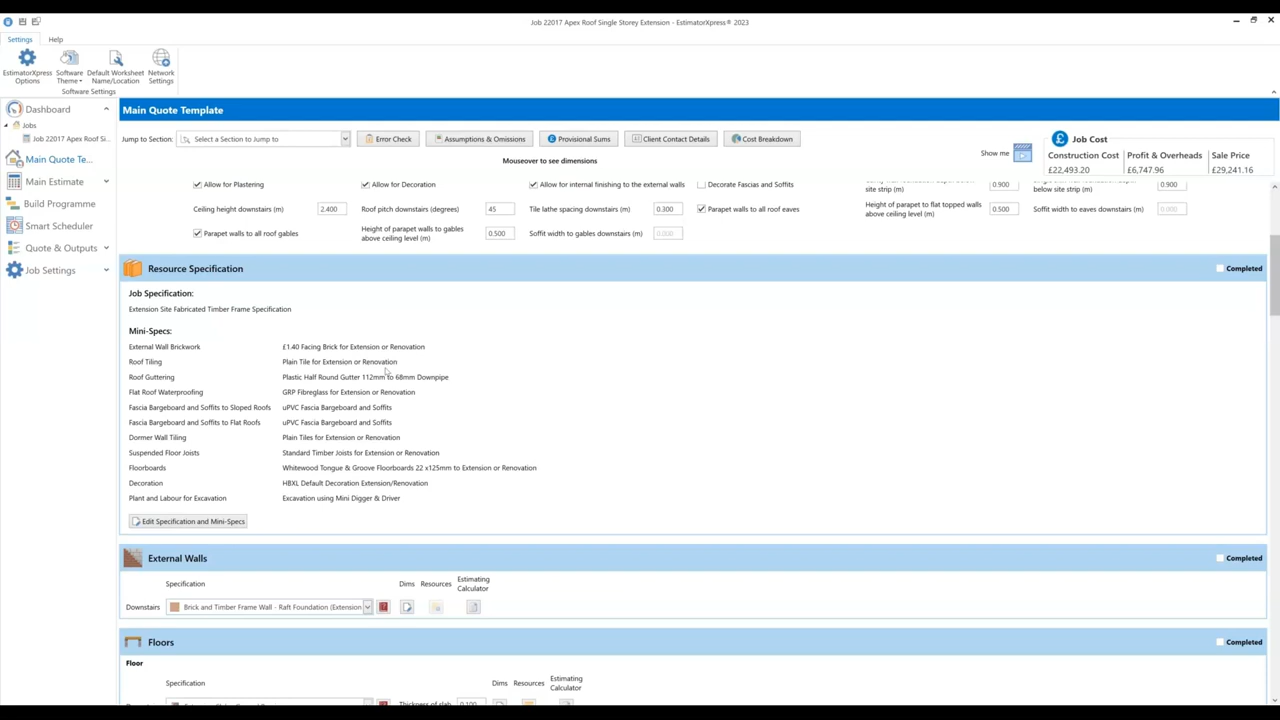 Job 22017 Apex Roof Single Storey Extension - EstimatorXpress® 2023
Settings Help
EstimatorXpress Options
Software Theme
Default Worksheet Name/Location
Network Settings
Software Settings
Dashboard
Jobs
Job 22017 Apex Roof Si...
Main Quote Te...
Main Estimate
Build Programme
Smart Scheduler
Quote & Outputs
Job Settings
Main Quote Template
Jump to Section: Select a Section to Jump to Error Check Assumptions & Omissions Provisional Sums Client Contact Details Cost Breakdown
Mouseover to see dimensions
Show me
Job Cost
Construction Cost Profit & Overheads Sale Price
£22,493.20 £6,747.96 £29,241.16
Allow for Plastering Allow for Decoration Allow for internal finishing to the external walls Decorate Fascias and Soffits site strip (m) 0.900 below site strip (m) 0.900
Ceiling height downstairs (m) 2.400 Roof pitch downstairs (degrees) 45 Tile lathe spacing downstairs (m) 0.300 Parapet walls to all roof eaves Height of parapet to flat topped walls above ceiling level (m) 0.500 Soffit width to eaves downstairs (m) 0.000
Parapet walls to all roof gables Height of parapet walls to gables above ceiling level (m) 0.500 Soffit width to gables downstairs (m) 0.000
Resource Specification Completed
Job Specification:
Extension Site Fabricated Timber Frame Specification
Mini-Specs:
External Wall Brickwork £1.40 Facing Brick for Extension or Renovation
Roof Tiling Plain Tile for Extension or Renovation
Roof Guttering Plastic Half Round Gutter 112mm to 68mm Downpipe
Flat Roof Waterproofing GRP Fibreglass for Extension or Renovation
Fascia Bargeboard and Soffits to Sloped Roofs uPVC Fascia Bargeboard and Soffits
Fascia Bargeboard and Soffits to Flat Roofs uPVC Fascia Bargeboard and Soffits
Dormer Wall Tiling Plain Tiles for Extension or Renovation
Suspended Floor Joists Standard Timber Joists for Extension or Renovation
Floorboards Whitewood Tongue & Groove Floorboards 22 x125mm to Extension or Renovation
Decoration HBXL Default Decoration Extension/Renovation
Plant and Labour for Excavation Excavation using Mini Digger & Driver
Edit Specification and Mini-Specs
External Walls Completed
Specification Dims Resources Estimating Calculator
Downstairs Brick and Timber Frame Wall - Raft Foundation (Extension
Floors Completed
Floor
Specification Dims Resources Estimating Calculator
Thickness of slab 0.100